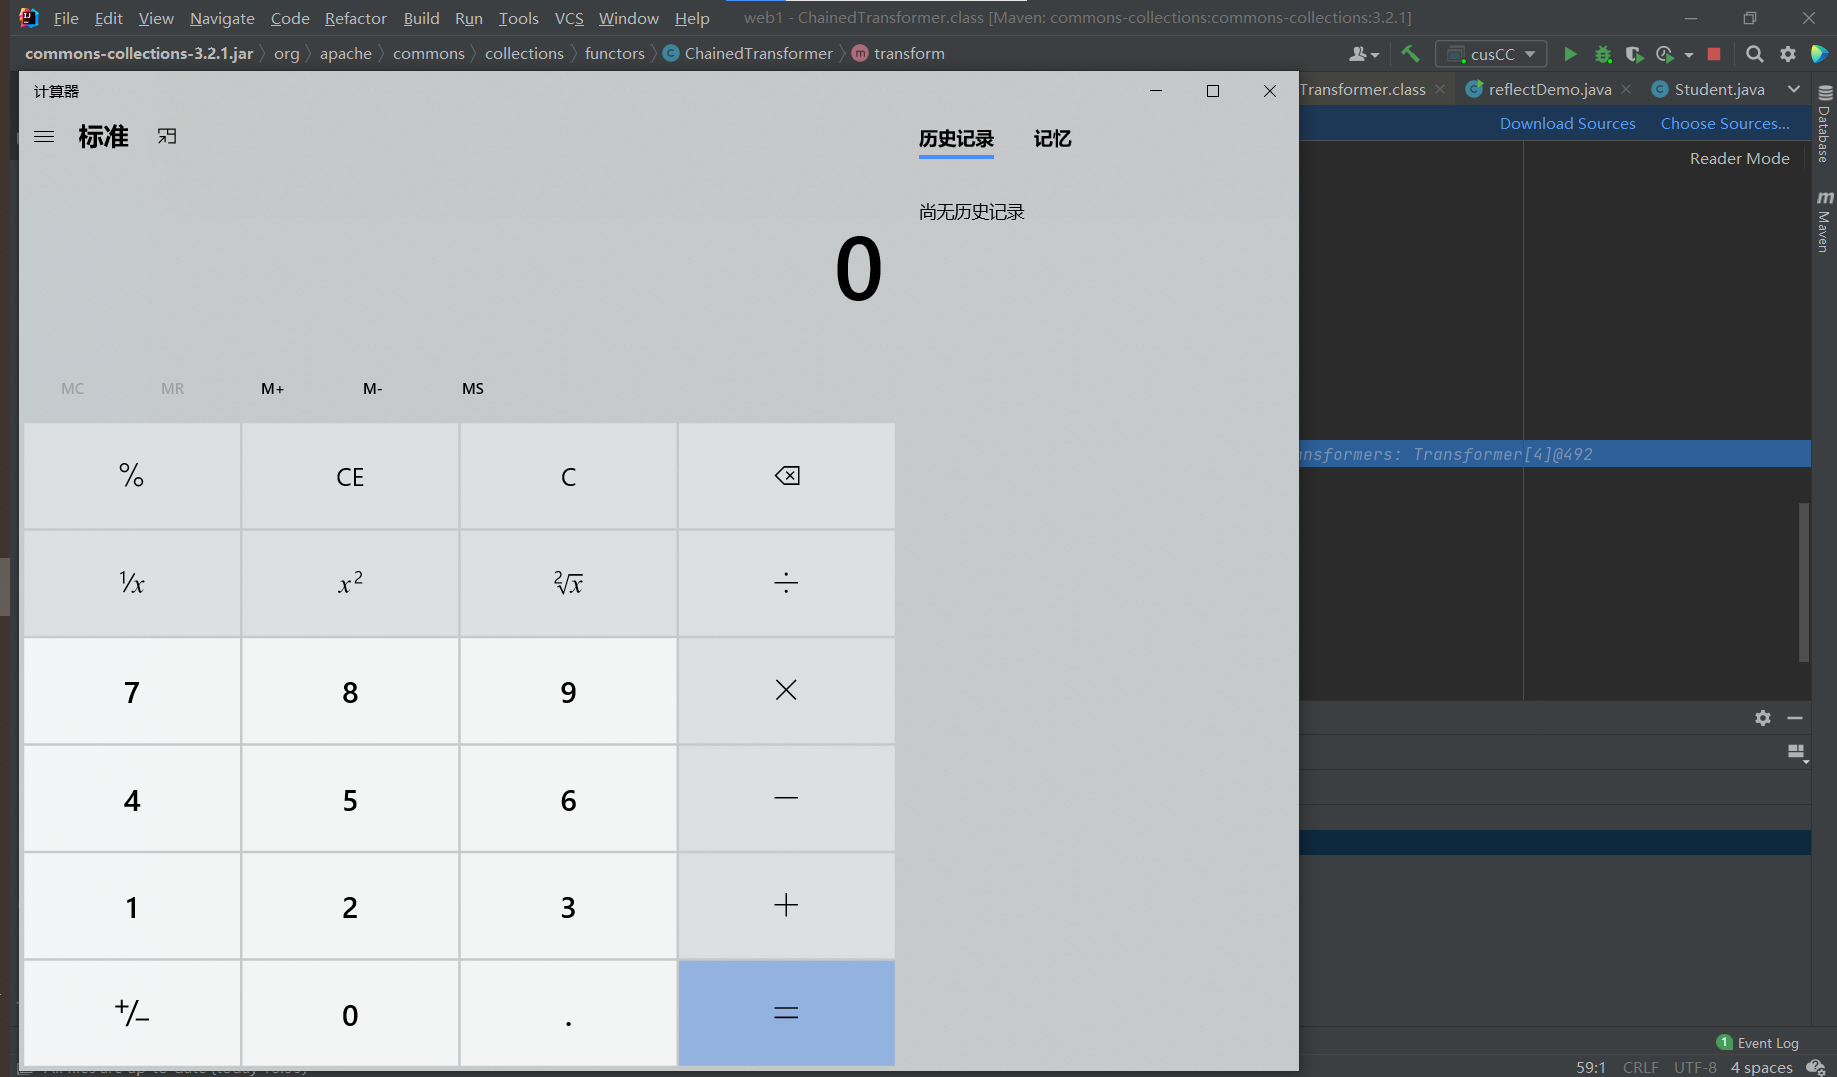 File Edit View Navigate Code Refactor Build Run Tools VCS Window Help web1 - ChainedTransformer.class [Maven: commons-collections:commons-collections:3.2.1]
commons-collections-3.2.1.jar org apache commons collections functors ChainedTransformer transform cusCC
计算器
Transformer.class reflectDemo.java Student.java
标准
历史记录 记忆
Download Sources Choose Sources...
Reader Mode
Database
Maven
尚无历史记录
0
MC MR M+ M- MS
nsformers: Transformer[4]@492
% CE C
1/x x2 2√x ÷
7 8 9 ×
4 5 6 −
1 2 3 +
+/− 0 . =
1 Event Log
59:1 CRLF UTF-8 4 spaces